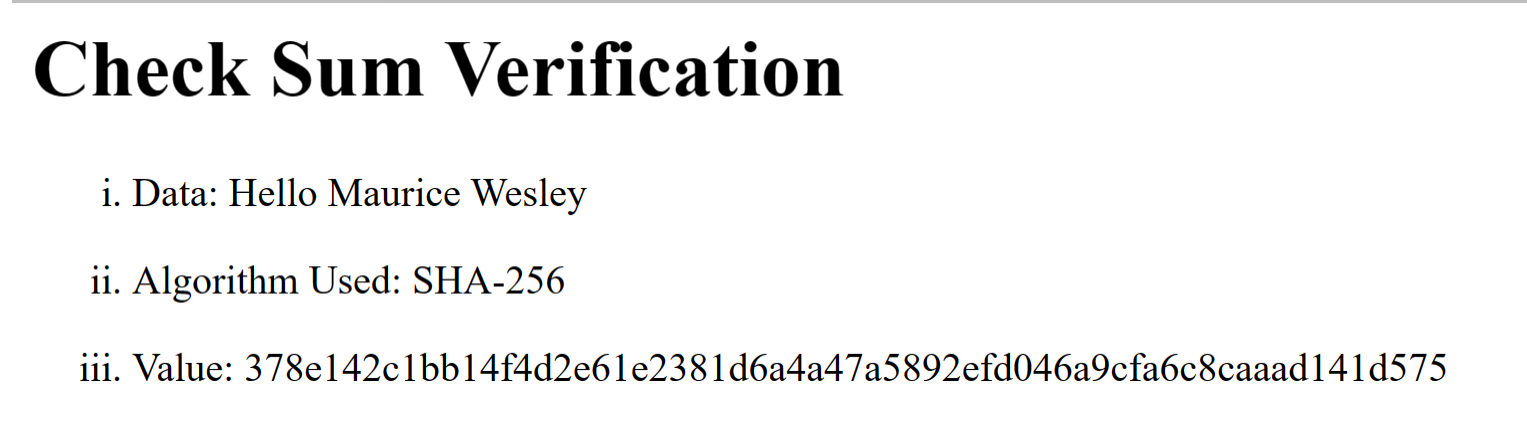 Check Sum Verification
i. Data: Hello Maurice Wesley
ii. Algorithm Used: SHA-256
iii. Value: 378e142c1bb14f4d2e61e2381d6a4a47a5892efd046a9cfa6c8caaad141d575